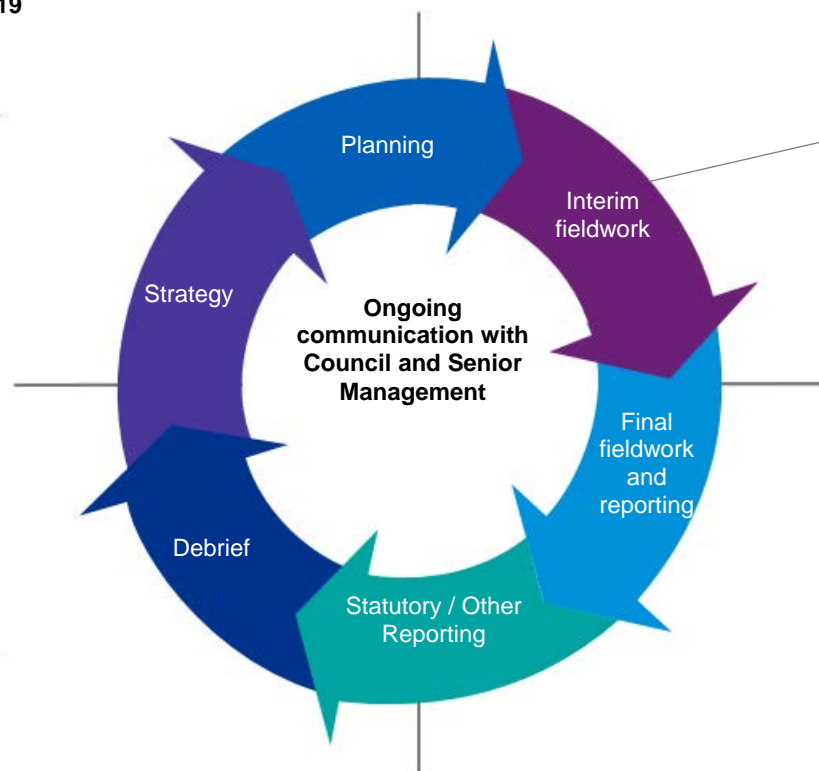 19
Planning
Interim
fieldwork
Strategy
Ongoing
communication with
Council and Senior
Management
Final
fieldwork
and
reporting
Debrief
Statutory / Other
Reporting